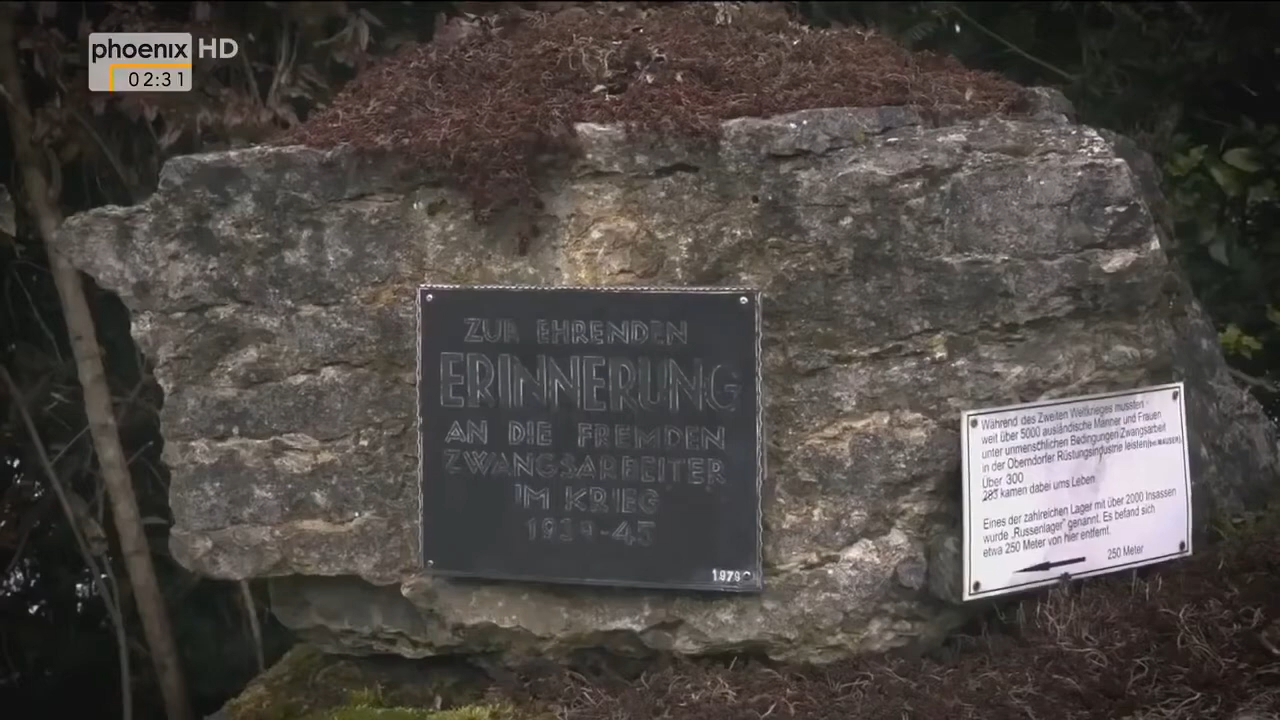 phoenix HD
02:31
ZUR EHRENDEN
ERINNERUNG
AN DIE FREMDEN
ZWANGSARBEITER
IM KRIEG
1939-45
1979
Während des Zweiten Weltkrieges mussten
weit über 5000 ausländische Männer und Frauen
unter unmenschlichen Bedingungen Zwangsarbeit
in der Oberndorfer Rüstungsindustrie leisten (bei MAUSER).
Über 300
283 kamen dabei ums Leben
Eines der zahlreichen Lager mit über 2000 Insassen
wurde „Russenlager" genannt. Es befand sich
etwa 250 Meter von hier entfernt.
250 Meter